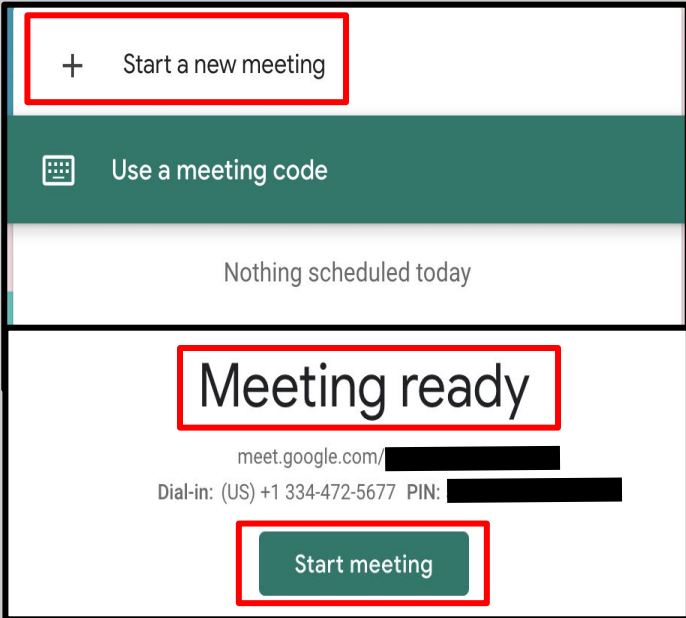 Start a new meeting
Use a meeting code
Nothing scheduled today
Meeting ready
meet.google.com/
Dial-in: (US) +1 334-472-5677 PIN:
Start meeting